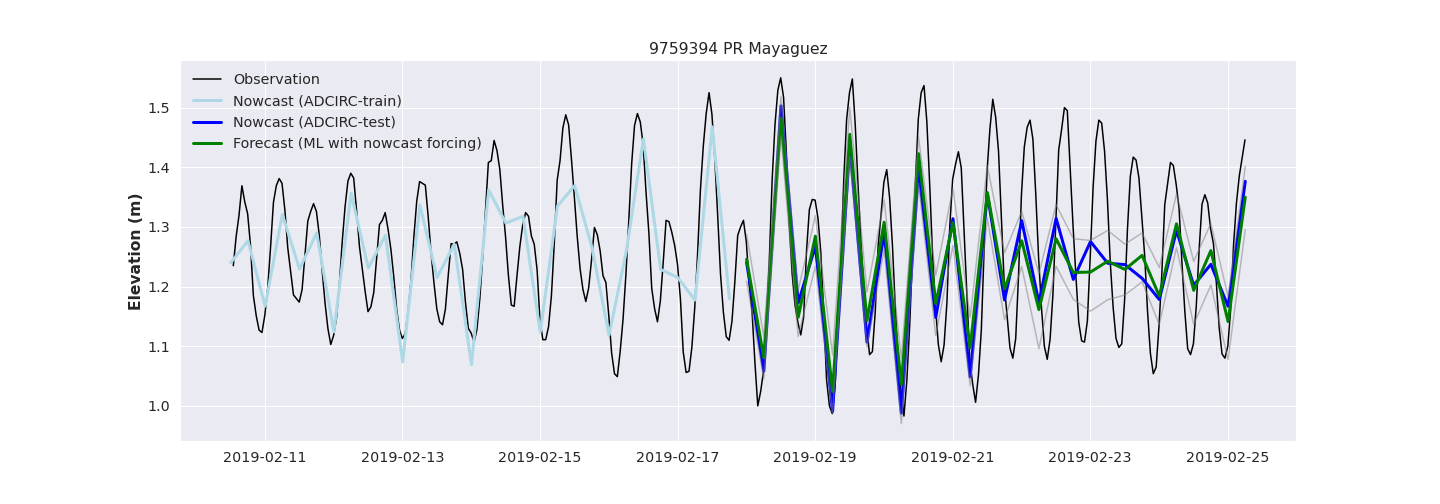 9759394 PR Mayaguez
Observation
Nowcast (ADCIRC-train)
Nowcast (ADCIRC-test)
Forecast (ML with nowcast forcing)
Elevation (m)
1.5
1.4
1.3
1.2
1.1
1.0
2019-02-11
2019-02-13
2019-02-15
2019-02-17
2019-02-19
2019-02-21
2019-02-23
2019-02-25